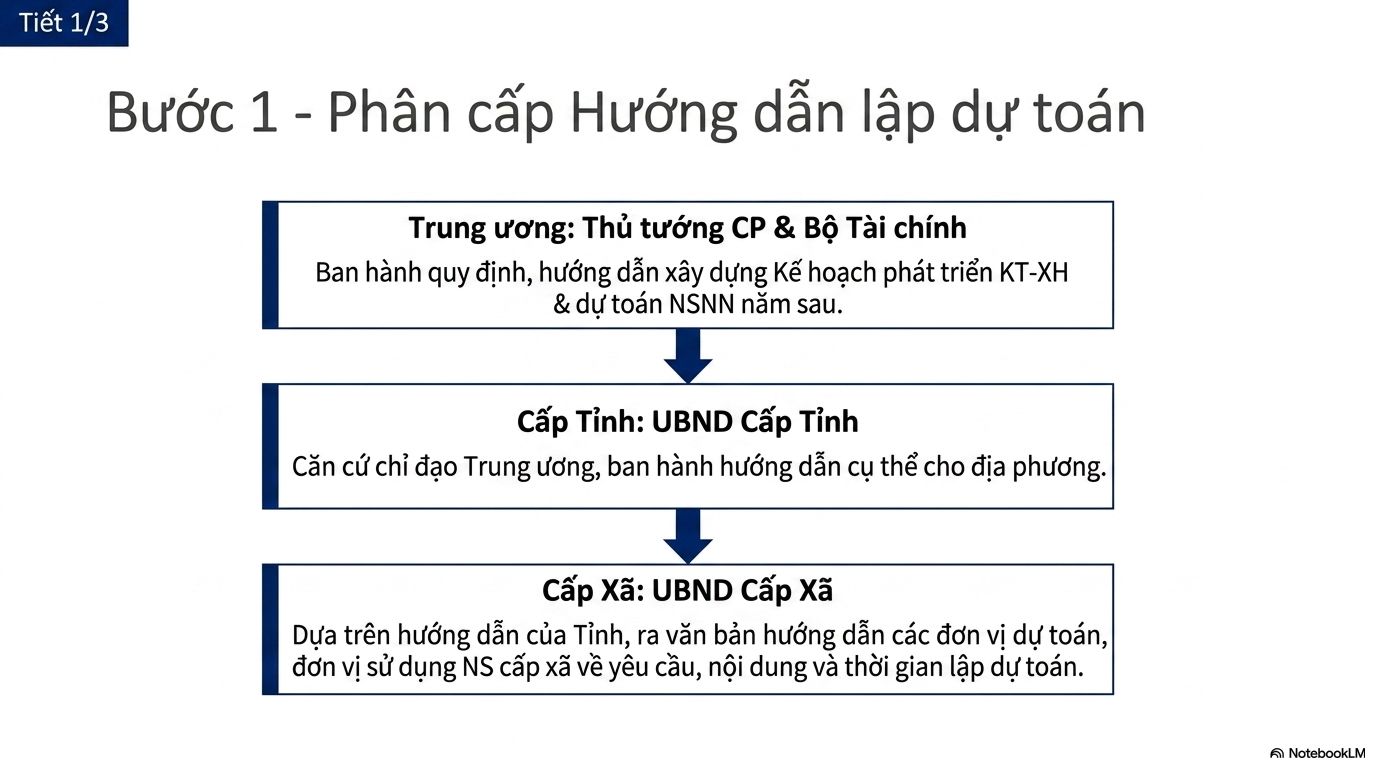 Tiết 1/3
Bước 1 - Phân cấp Hướng dẫn lập dự toán
Trung ương: Thủ tướng CP & Bộ Tài chính
Ban hành quy định, hướng dẫn xây dựng Kế hoạch phát triển KT-XH
& dự toán NSNN năm sau.
Cấp Tỉnh: UBND Cấp Tỉnh
Căn cứ chỉ đạo Trung ương, ban hành hướng dẫn cụ thể cho địa phương.
Cấp Xã: UBND Cấp Xã
Dựa trên hướng dẫn của Tỉnh, ra văn bản hướng dẫn các đơn vị dự toán,
đơn vị sử dụng NS cấp xã về yêu cầu, nội dung và thời gian lập dự toán.
NotebookLM